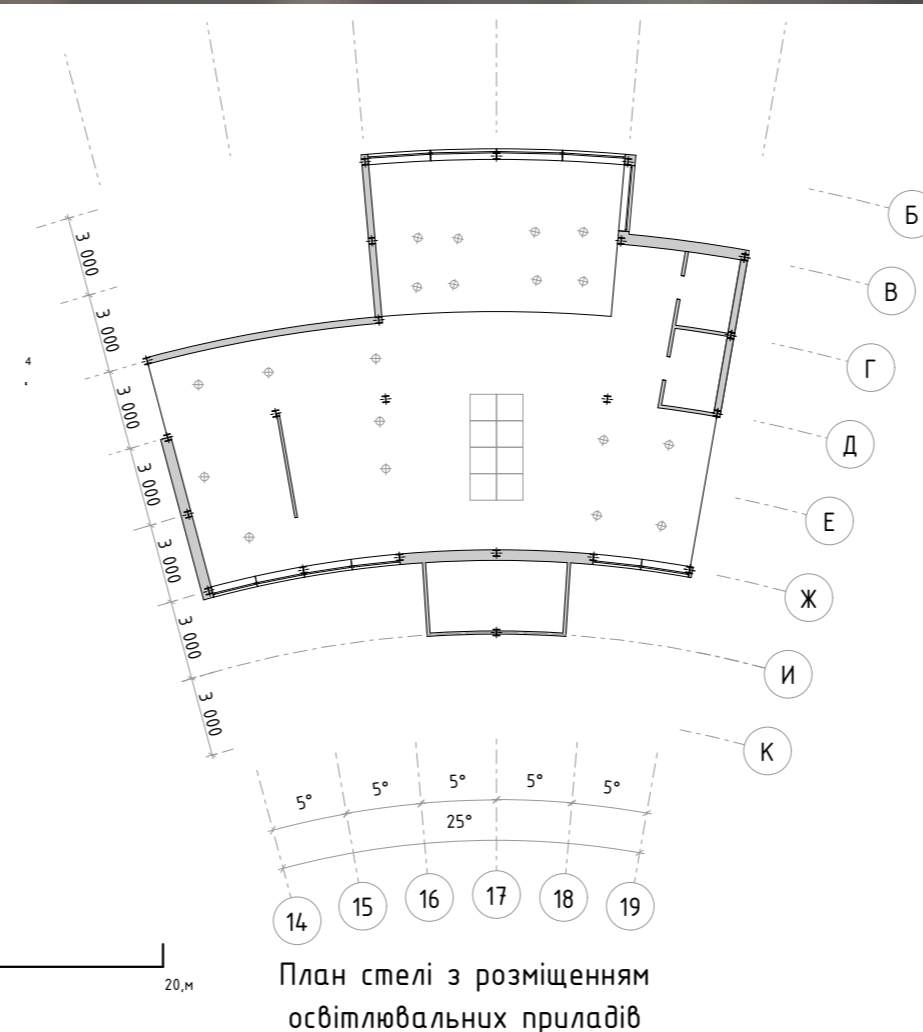 Б
3 000
В
3 000
Г
4
3 000
Д
3 000
Е
3 000
Ж
3 000
И
3 000
К
5° 5° 5° 5° 5°
25°
14 15 16 17 18 19
20,м
План стелі з розміщенням
освітлювальних приладів